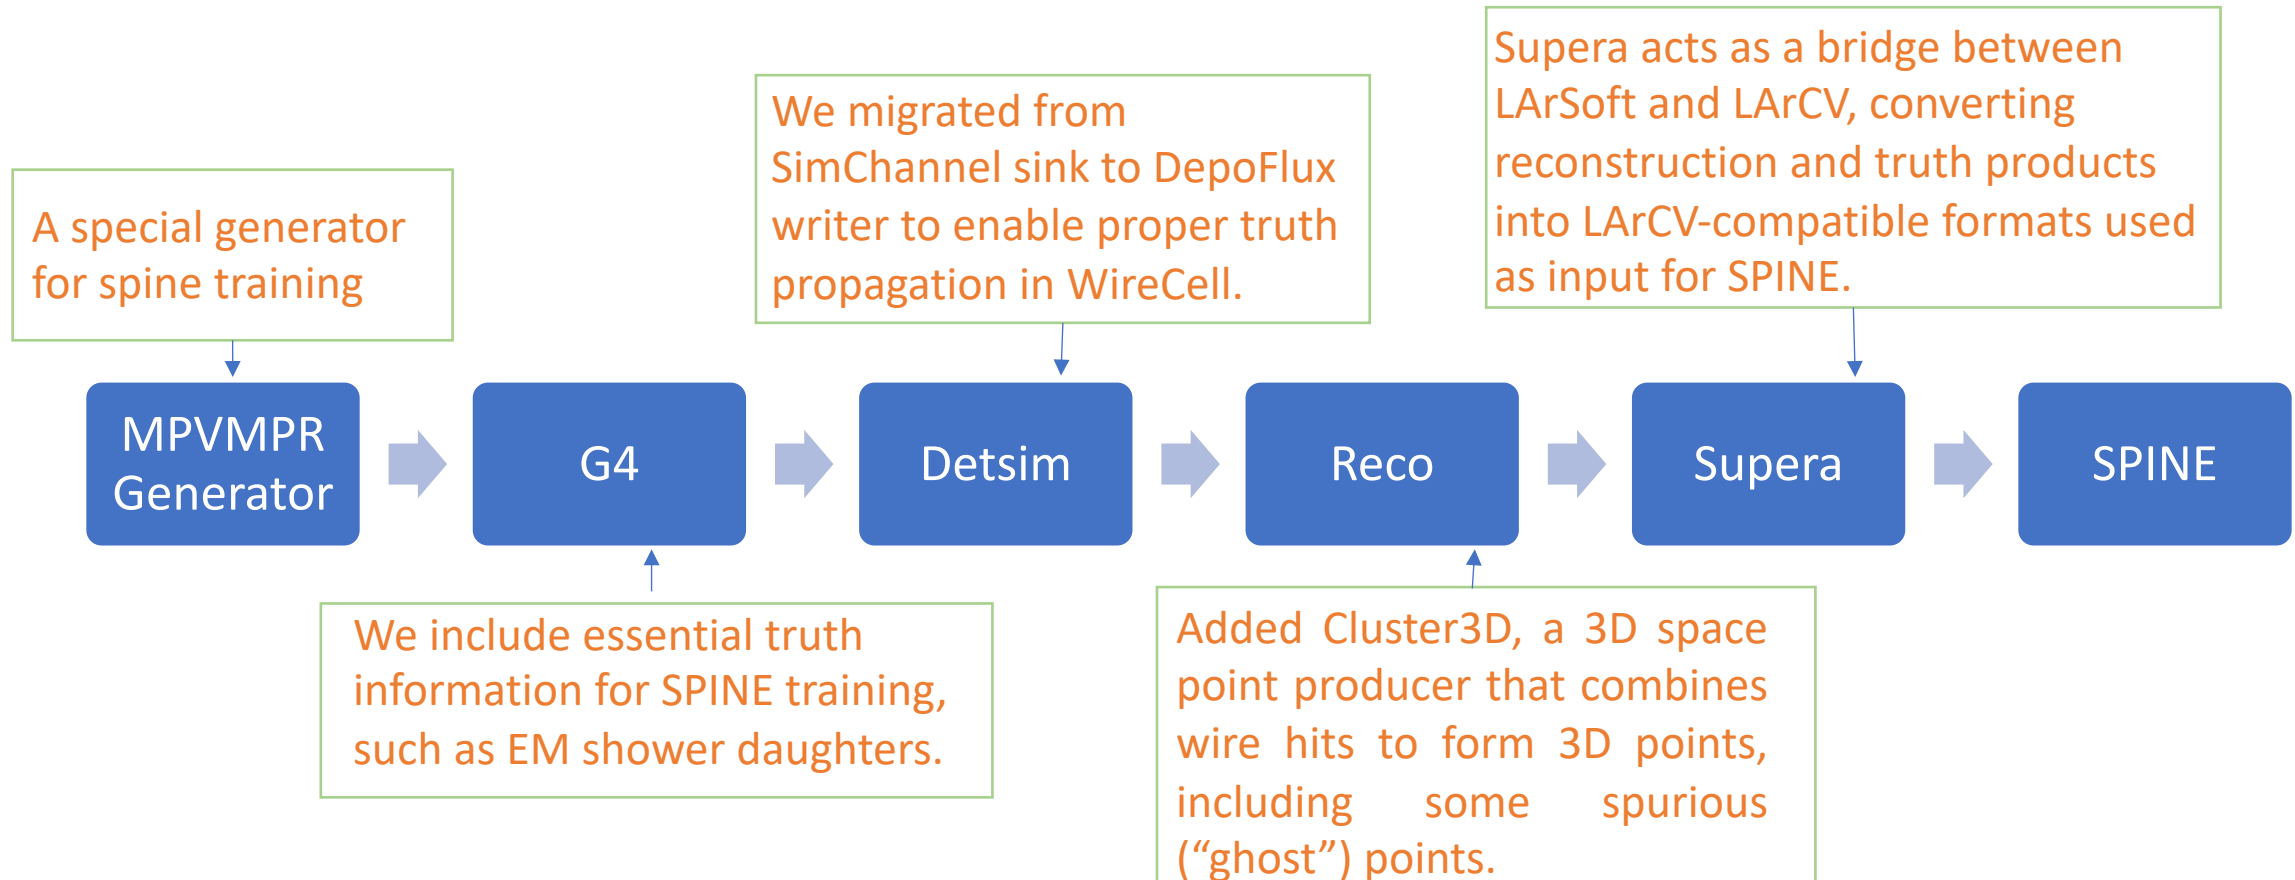 Supera acts as a bridge between
LArSoft and LArCV, converting
reconstruction and truth products
into LArCV-compatible formats used
as input for SPINE.
We migrated from
SimChannel sink to DepoFlux
writer to enable proper truth
propagation in WireCell.
A special generator
for spine training
MPVMPR
Generator
G4
Detsim
Reco
Supera
SPINE
We include essential truth
information for SPINE training,
such as EM shower daughters.
Added Cluster3D, a 3D space
point producer that combines
wire hits to form 3D points,
including some spurious
(“ghost”) points.